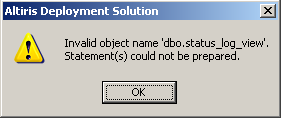 Altiris Deployment Solution
Invalid object name 'dbo.status_log_view'.
Statement(s) could not be prepared.
OK